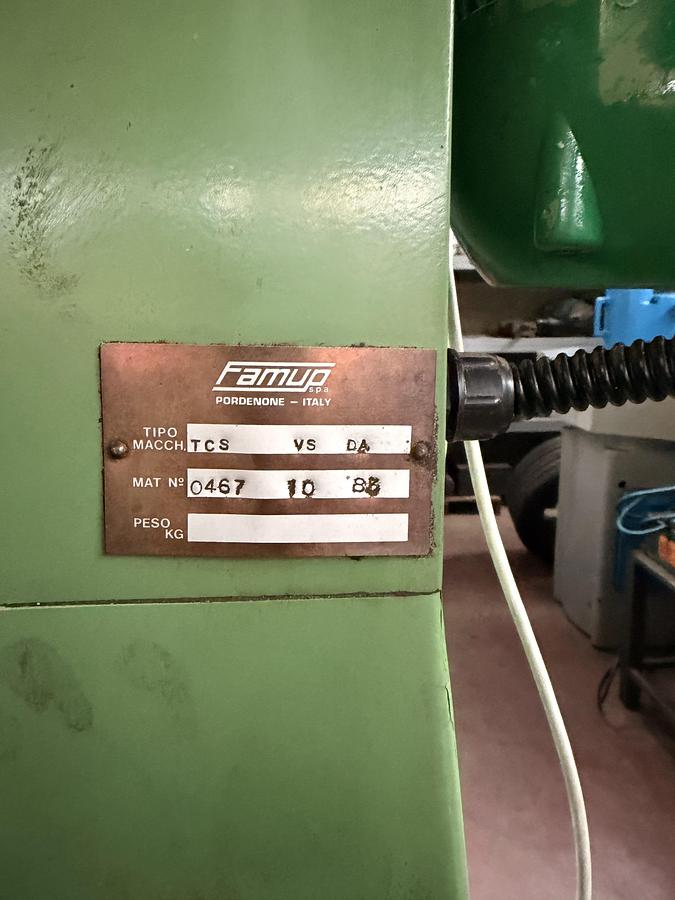 Famup
spa
PORDENONE – ITALY
TIPO
MACCH. TCS VS DA
MAT Nº 0467 10
PESO
KG